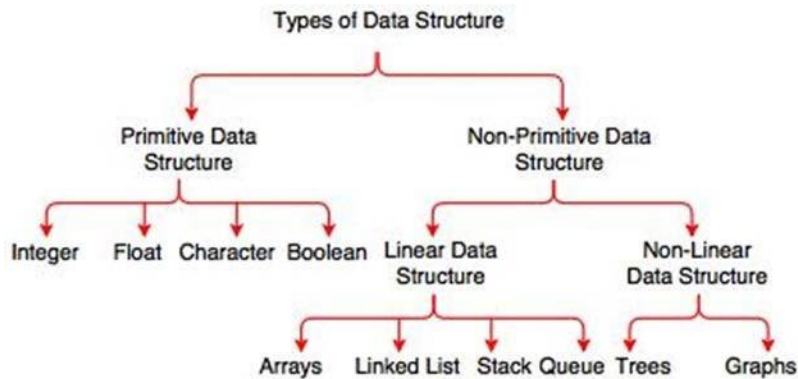 Types of Data Structure
Primitive Data
Structure
Non-Primitive Data
Structure
Integer
Float
Character
Boolean
Linear Data
Structure
Non-Linear
Data Structure
Arrays
Linked List
Stack
Queue
Trees
Graphs